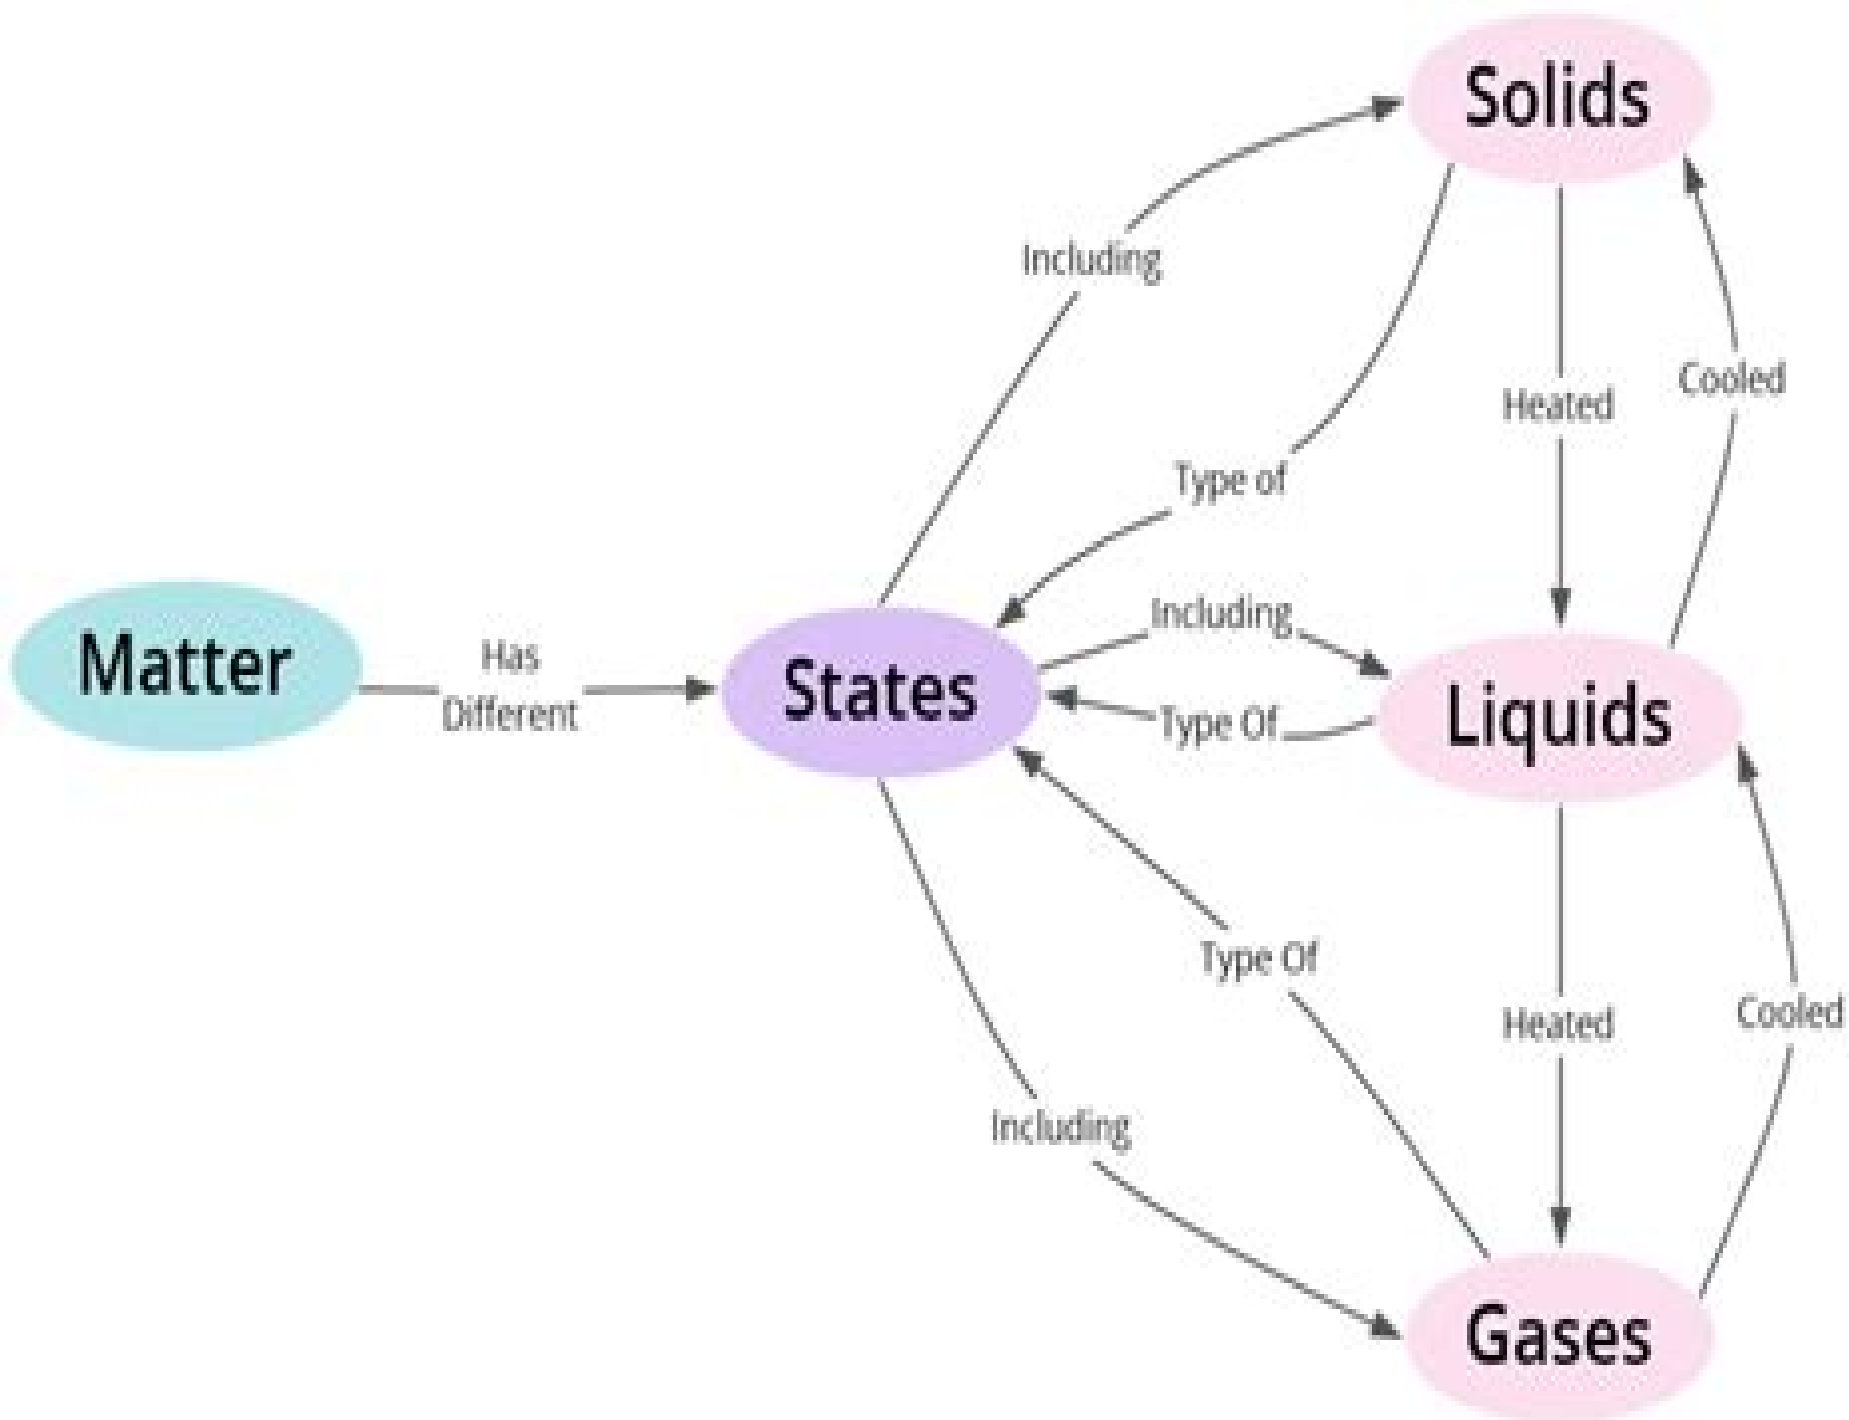 Solids
Including
Cooled
Heated
Type of
Including
Has
Different
Matter
States
Liquids
Type Of
Type Of
Cooled
Heated
Including
Gases